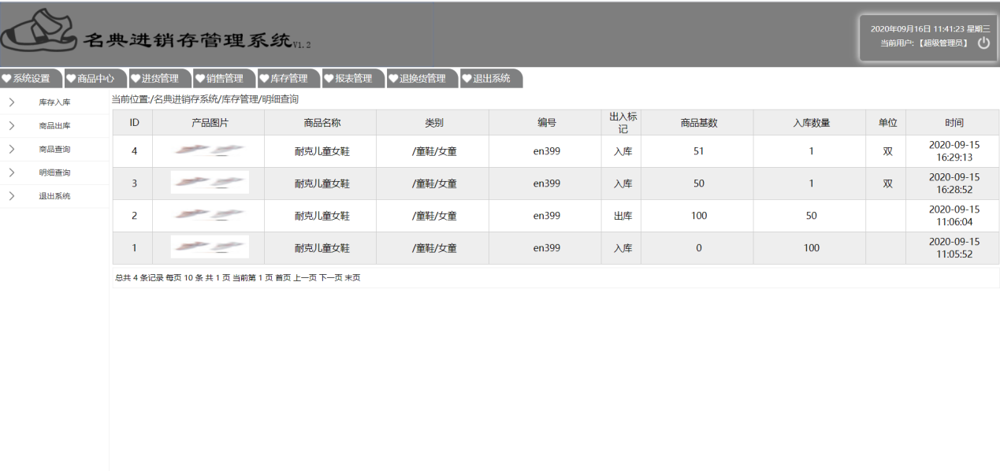 名典进销存管理系统V1.2
2020年09月16日 11:41:23 星期三
当前用户:【超级管理员】
系统设置 商品中心 进货管理 销售管理 库存管理 报表管理 退换货管理 退出系统
库存入库
商品出库
商品查询
明细查询
退出系统
当前位置:/名典进销存系统/库存管理/明细查询
ID 产品图片 商品名称 类别 编号 出入标记 商品基数 入库数量 单位 时间
4 耐克儿童女鞋 /童鞋/女童 en399 入库 51 1 双 2020-09-15 16:29:13
3 耐克儿童女鞋 /童鞋/女童 en399 入库 50 1 双 2020-09-15 16:28:52
2 耐克儿童女鞋 /童鞋/女童 en399 出库 100 50 2020-09-15 11:06:04
1 耐克儿童女鞋 /童鞋/女童 en399 入库 0 100 2020-09-15 11:05:52
总共 4 条记录 每页 10 条 共 1 页 当前第 1 页 首页 上一页 下一页 末页